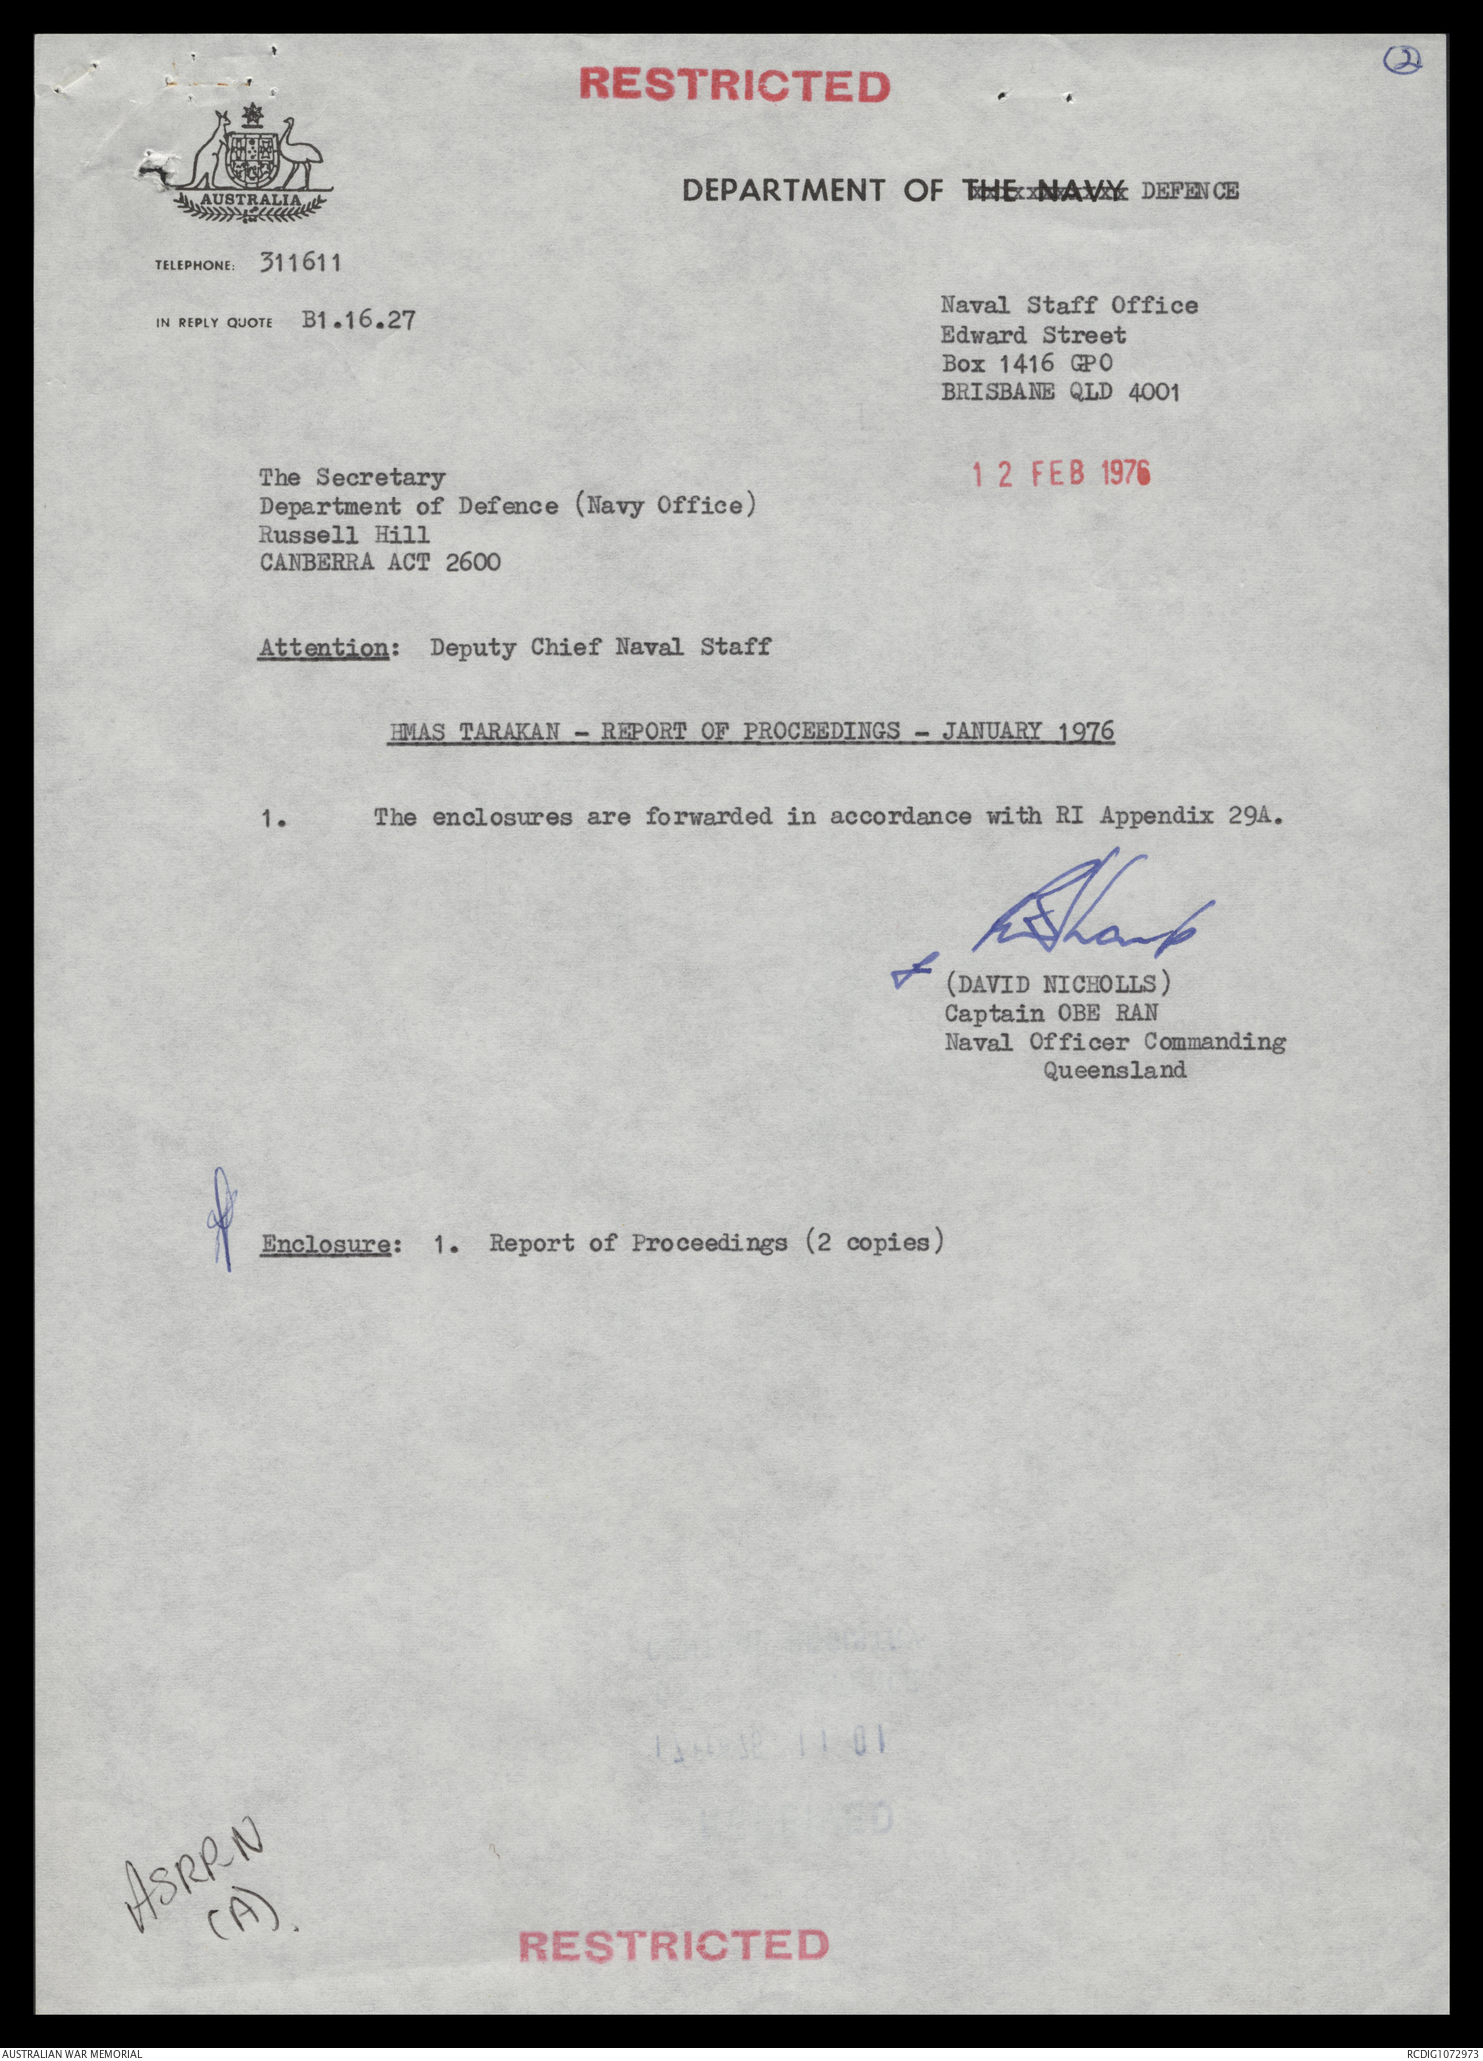 2
RESTRICTED
AUSTRALIA
DEPARTMENT OF THE NAVY DEFENCE
TELEPHONE: 311611
IN REPLY QUOTE B1.16.27
Naval Staff Office
Edward Street
Box 1416 GPO
BRISBANE QLD 4001
12 FEB 1976
The Secretary
Department of Defence (Navy Office)
Russell Hill
CANBERRA ACT 2600
Attention: Deputy Chief Naval Staff
HMAS TARAKAN - REPORT OF PROCEEDINGS - JANUARY 1976
1. The enclosures are forwarded in accordance with RI Appendix 29A.
(DAVID NICHOLLS)
Captain OBE RAN
Naval Officer Commanding
Queensland
Enclosure: 1. Report of Proceedings (2 copies)
ASRRN
(A).
RESTRICTED
AUSTRALIAN WAR MEMORIAL
RCDIG1072973